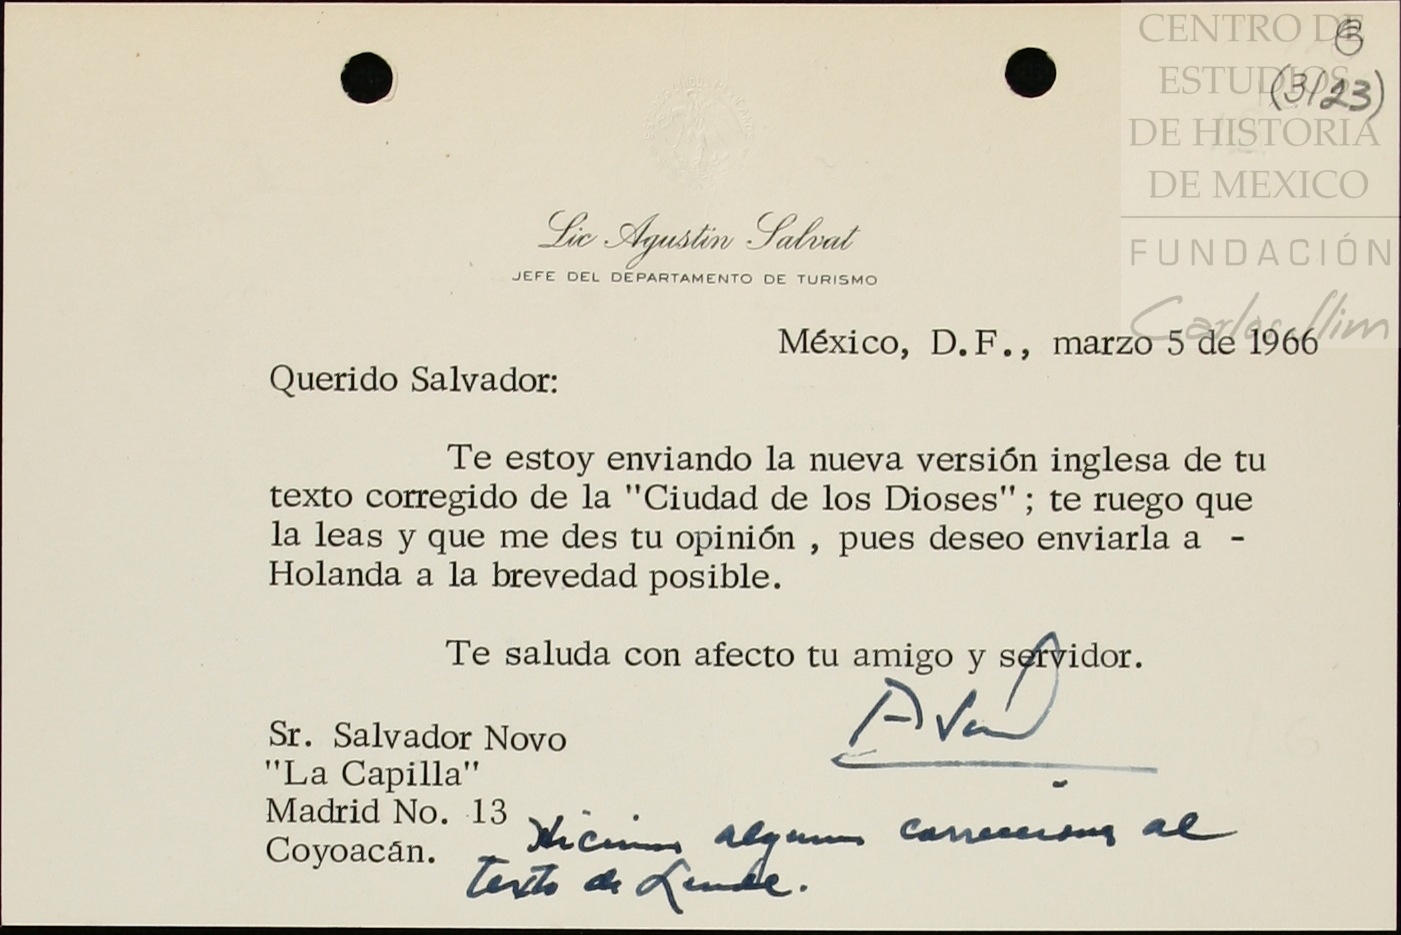 CENTRO DE
ESTUDIOS
DE HISTORIA
DE MEXICO
FUNDACIÓN
Carlos Slim
(3/23)
Lic Agustin Salvat
JEFE DEL DEPARTAMENTO DE TURISMO
México, D.F., marzo 5 de 1966
Querido Salvador:
Te estoy enviando la nueva versión inglesa de tu
texto corregido de la "Ciudad de los Dioses"; te ruego que
la leas y que me des tu opinión , pues deseo enviarla a -
Holanda a la brevedad posible.
Te saluda con afecto tu amigo y servidor.
Sr. Salvador Novo
"La Capilla"
Madrid No. 13
Coyoacán.
Hicimos algunas correcciones al
texto de